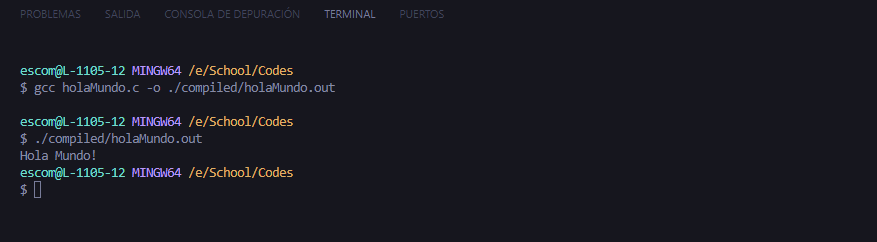 PROBLEMAS SALIDA CONSOLA DE DEPURACIÓN TERMINAL PUERTOS
escom@L-1105-12 MINGW64 /e/School/Codes
$ gcc holaMundo.c -o ./compiled/holaMundo.out
escom@L-1105-12 MINGW64 /e/School/Codes
$ ./compiled/holaMundo.out
Hola Mundo!
escom@L-1105-12 MINGW64 /e/School/Codes
$